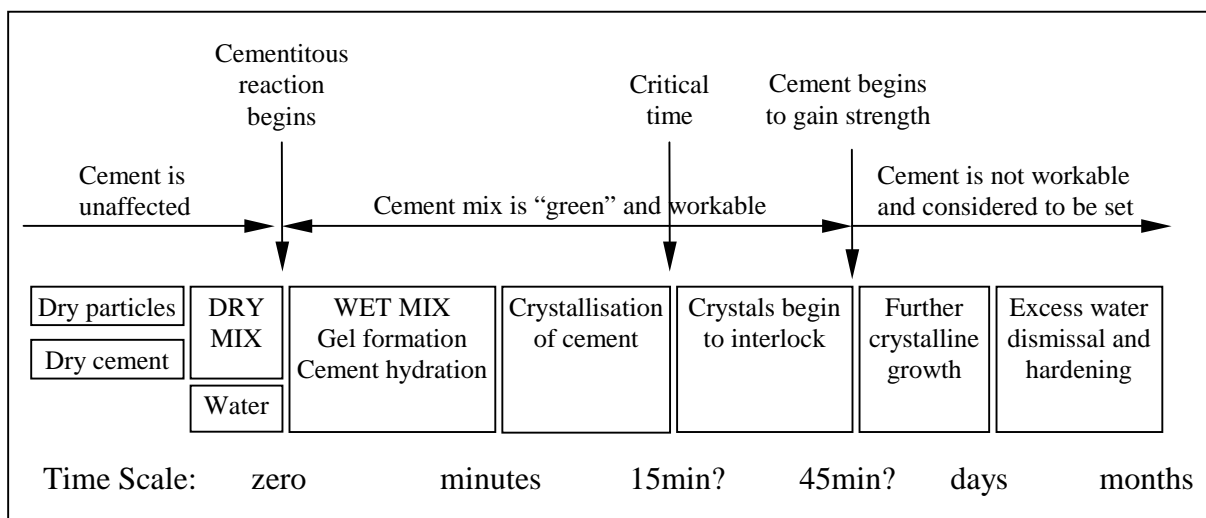 Cementitous
reaction
begins
Critical
time
Cement begins
to gain strength
Cement is
unaffected
Cement mix is “green” and workable
Cement is not workable
and considered to be set
Dry particles
Dry cement
DRY
MIX
Water
WET MIX
Gel formation
Cement hydration
Crystallisation
of cement
Crystals begin
to interlock
Further
crystalline
growth
Excess water
dismissal and
hardening
Time Scale: zero minutes 15min? 45min? days months